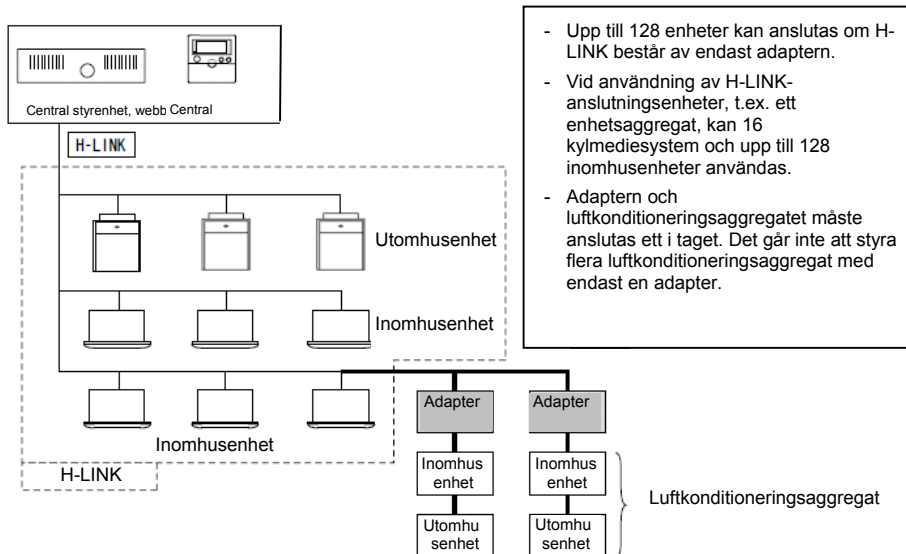 Central styrenhet, webb Central
H-LINK
Utomhusenhet
Inomhusenhet
Inomhusenhet
H-LINK
Adapter
Adapter
Inomhus
enhet
Inomhus
enhet
Utomhu
senhet
Utomhu
senhet
Luftkonditioneringsaggregat
- Upp till 128 enheter kan anslutas om H-
LINK består av endast adaptern.
- Vid användning av H-LINK-
anslutningsenheter, t.ex. ett
enhetsaggregat, kan 16
kylmediesystem och upp till 128
inomhusenheter användas.
- Adaptern och
luftkonditioneringsaggregatet måste
anslutas ett i taget. Det går inte att styra
flera luftkonditioneringsaggregat med
endast en adapter.